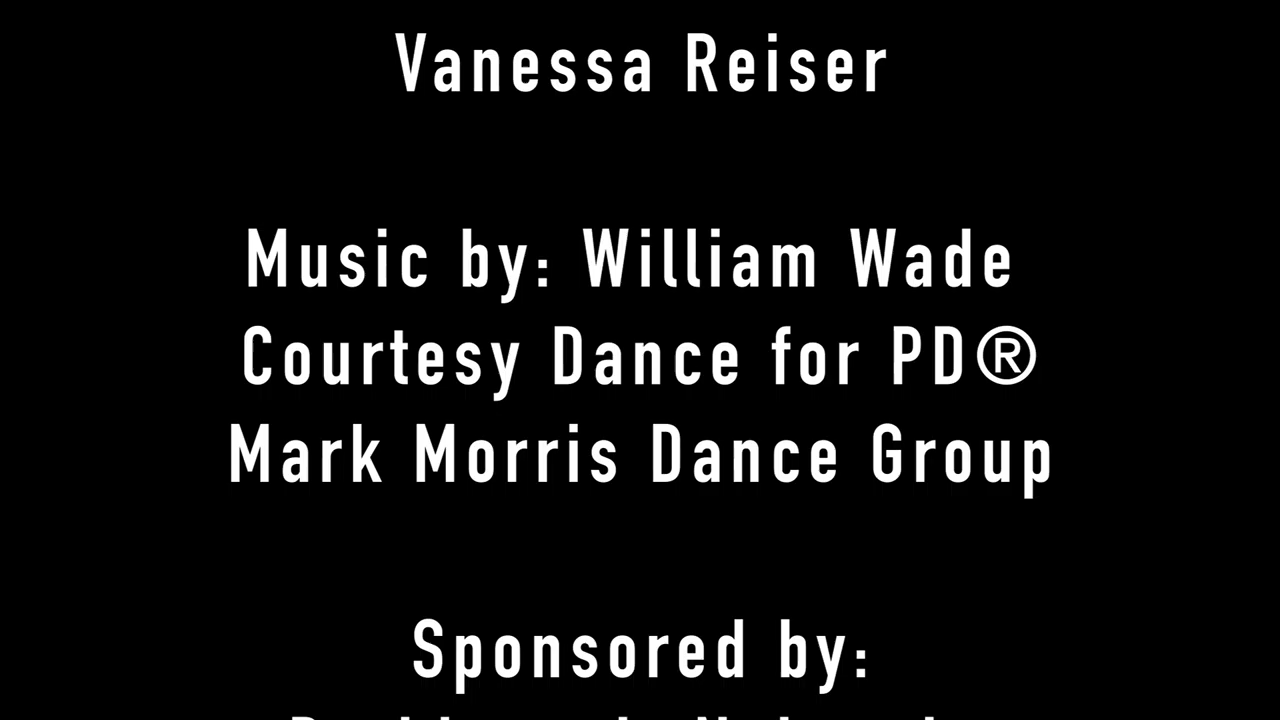 Vanessa Reiser
Music by: William Wade
Courtesy Dance for PD®
Mark Morris Dance Group
Sponsored by: